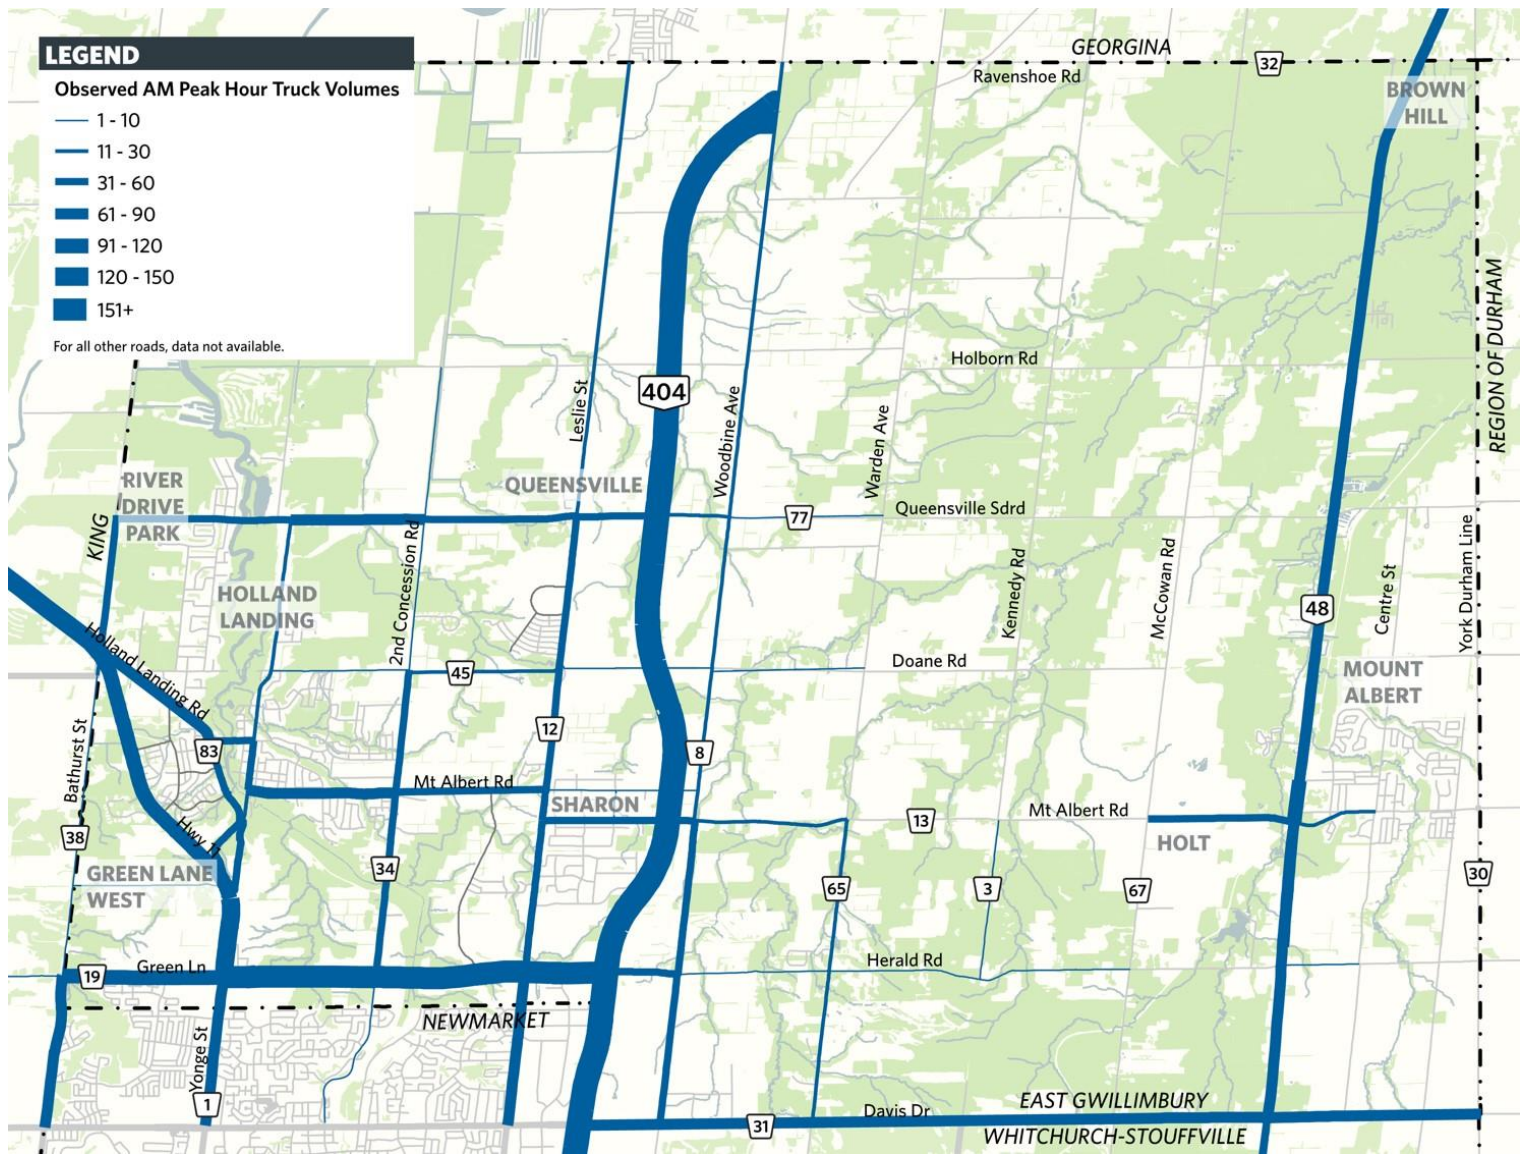 LEGEND
Observed AM Peak Hour Truck Volumes
1 - 10
11 - 30
31 - 60
61 - 90
91 - 120
120 - 150
151+
For all other roads, data not available.
GEORGINA
32
Ravenshoe Rd
BROWN
HILL
REGION OF DURHAM
Holborn Rd
404
Leslie St
Woodbine Ave
Warden Ave
QUEENSVILLE
RIVER
DRIVE
PARK
KING
77
Queensville Sdrd
2nd Concession Rd
HOLLAND
LANDING
Kennedy Rd
McCowan Rd
48
Centre St
York Durham Line
Holland Landing Rd
45
Doane Rd
MOUNT
ALBERT
12
83
8
Bathurst St
Mt Albert Rd
SHARON
13
Mt Albert Rd
38
Hwy 11
HOLT
GREEN LANE
WEST
34
65
3
67
30
19
Green Ln
Herald Rd
NEWMARKET
Yonge St
1
31
Davis Dr
EAST GWILLIMBURY
WHITCHURCH-STOUFFVILLE